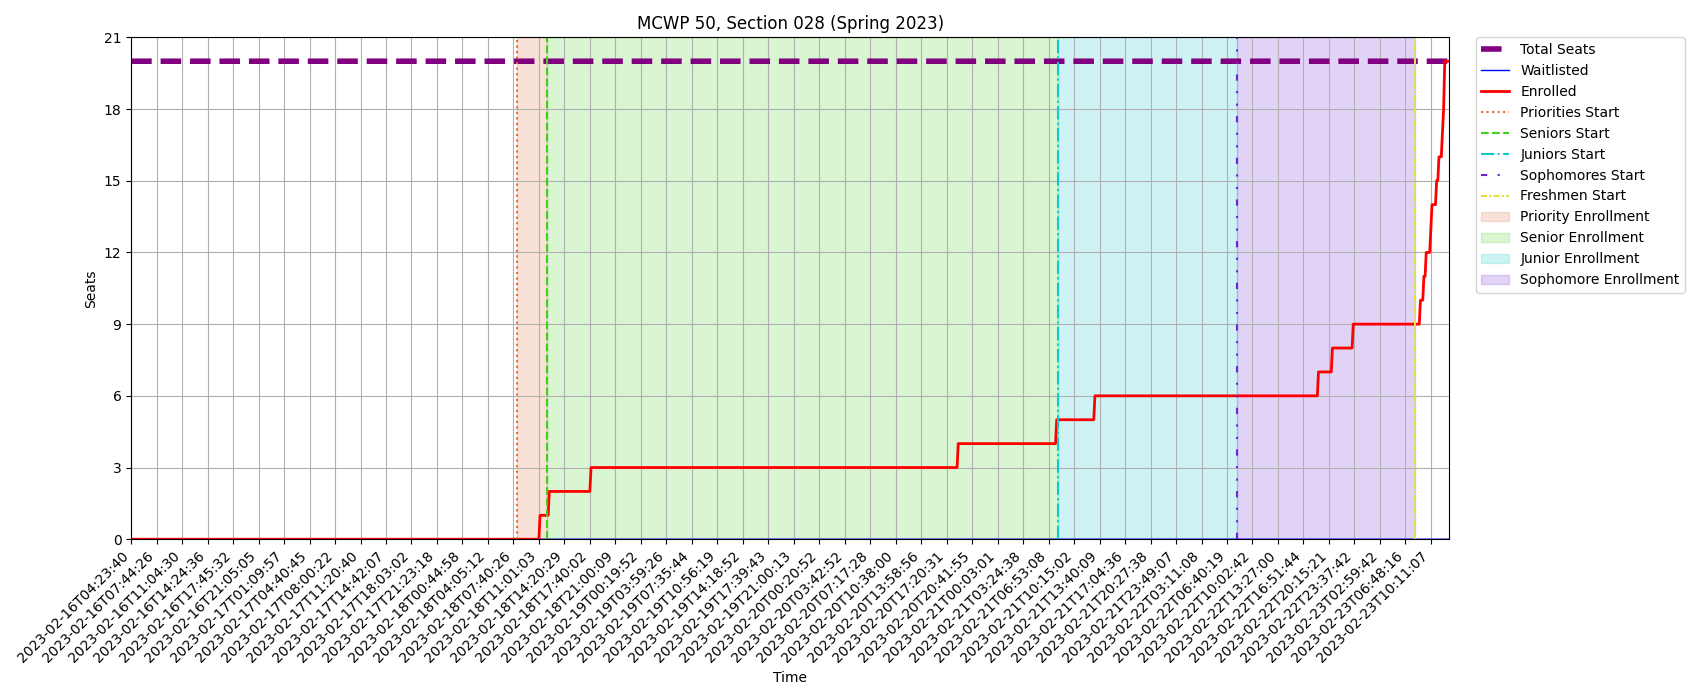 MCWP 50, Section 028 (Spring 2023)
Seats
21
18
15
12
9
6
3
0
2023-02-16T04:23:40
2023-02-16T07:44:26
2023-02-16T11:04:30
2023-02-16T14:24:36
2023-02-16T17:45:32
2023-02-16T21:05:05
2023-02-17T01:09:57
2023-02-17T04:40:45
2023-02-17T08:00:22
2023-02-17T11:20:40
2023-02-17T14:42:07
2023-02-17T18:03:02
2023-02-17T21:23:18
2023-02-18T00:44:58
2023-02-18T04:05:12
2023-02-18T07:40:26
2023-02-18T11:01:03
2023-02-18T14:20:29
2023-02-18T17:40:02
2023-02-18T21:00:09
2023-02-19T00:19:52
2023-02-19T03:59:26
2023-02-19T07:35:44
2023-02-19T10:56:19
2023-02-19T14:18:52
2023-02-19T17:39:43
2023-02-19T21:00:13
2023-02-20T00:20:52
2023-02-20T03:42:52
2023-02-20T07:17:28
2023-02-20T10:38:00
2023-02-20T13:58:56
2023-02-20T17:20:31
2023-02-20T20:41:55
2023-02-21T00:03:01
2023-02-21T03:24:38
2023-02-21T06:53:08
2023-02-21T10:15:02
2023-02-21T13:40:09
2023-02-21T17:04:36
2023-02-21T20:27:38
2023-02-21T23:49:07
2023-02-22T03:11:08
2023-02-22T06:40:19
2023-02-22T10:02:42
2023-02-22T13:27:00
2023-02-22T16:51:44
2023-02-22T20:15:21
2023-02-22T23:37:42
2023-02-23T02:59:42
2023-02-23T06:48:16
2023-02-23T10:11:07
Time
Total Seats
Waitlisted
Enrolled
Priorities Start
Seniors Start
Juniors Start
Sophomores Start
Freshmen Start
Priority Enrollment
Senior Enrollment
Junior Enrollment
Sophomore Enrollment